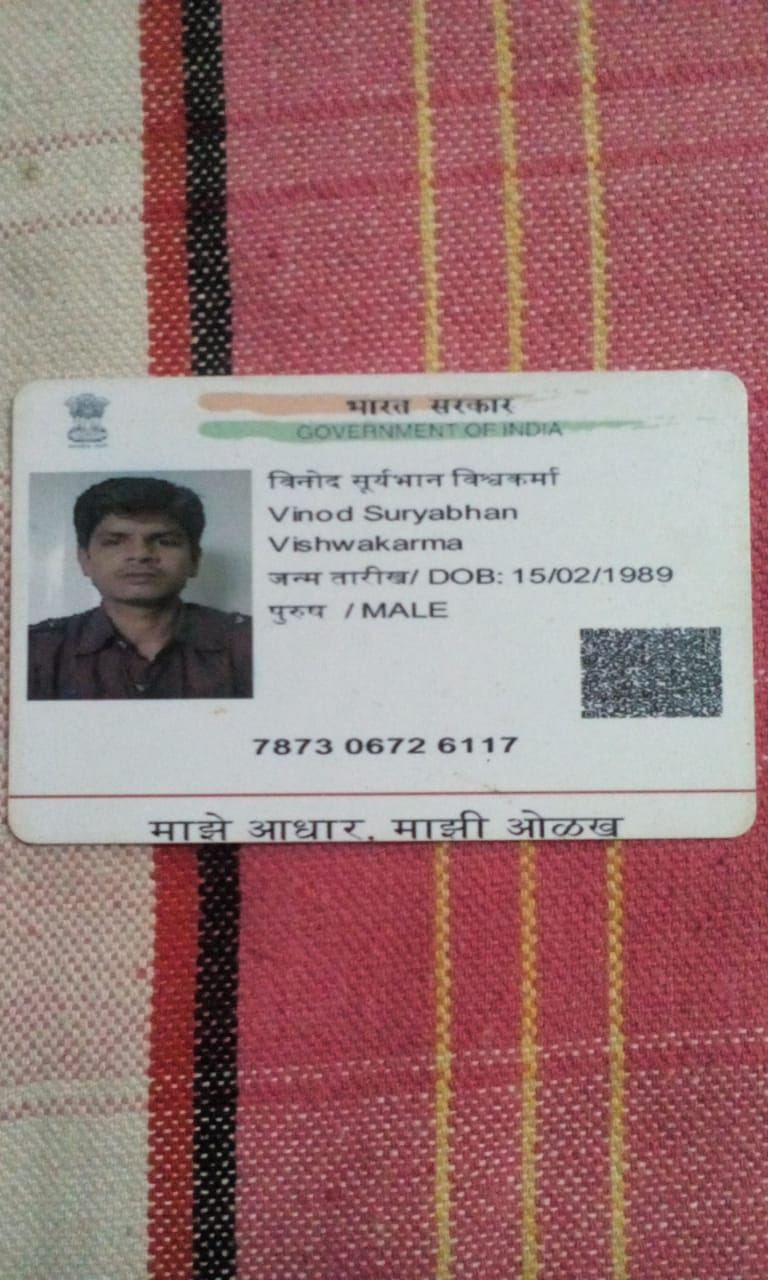 भारत सरकार
GOVERNMENT OF INDIA
विनोद सूर्यभान विश्वकर्मा
Vinod Suryabhan
Vishwakarma
जन्म तारीख/ DOB: 15/02/1989
पुरुष / MALE
7873 0672 6117
माझे आधार, माझी ओळख